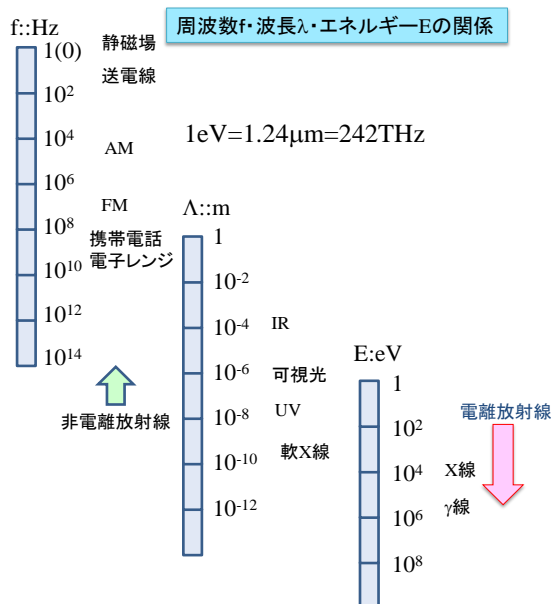 周波数f・波長λ・エネルギーEの関係
f::Hz
1(0)
静磁場
送電線
10²
10⁴
AM
1eV=1.24μm=242THz
10⁶
FM
10⁸
携帯電話
電子レンジ
10¹⁰
10¹²
10¹⁴
非電離放射線
Λ::m
1
10⁻²
10⁻⁴
IR
10⁻⁶
可視光
10⁻⁸
UV
10⁻¹⁰
軟X線
10⁻¹²
E:eV
1
10²
10⁴
X線
10⁶
γ線
10⁸
電離放射線